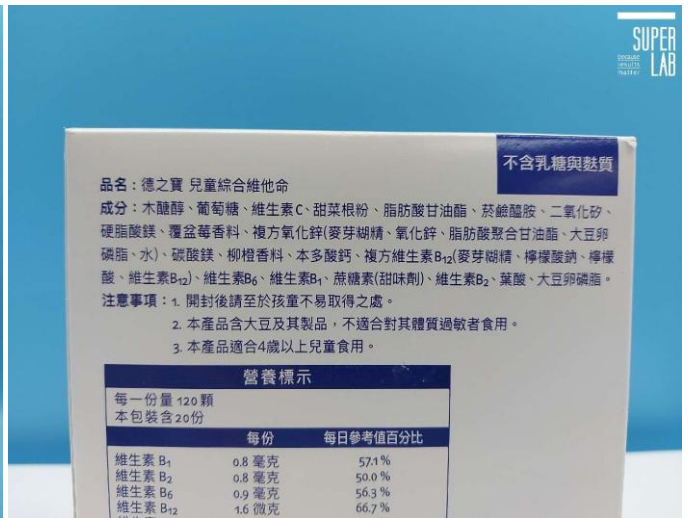 SUPER
because
results
matter
LAB
不含乳糖與麩質
品名：德之寶 兒童綜合維他命
成分：木醣醇、葡萄糖、維生素C、甜菜根粉、脂肪酸甘油酯、菸鹼醯胺、二氧化矽、
硬脂酸鎂、覆盆莓香料、複方氧化鋅(麥芽糊精、氧化鋅、脂肪酸聚合甘油酯、大豆卵
磷脂、水)、碳酸鎂、柳橙香料、本多酸鈣、複方維生素B₁₂(麥芽糊精、檸檬酸鈉、檸檬
酸、維生素B₁₂)、維生素B₆、維生素B₁、蔗糖素(甜味劑)、維生素B₂、葉酸、大豆卵磷脂。
注意事項：1. 開封後請至於孩童不易取得之處。
2. 本產品含大豆及其製品，不適合對其體質過敏者食用。
3. 本產品適合4歲以上兒童食用。
營養標示
每一份量 120顆
本包裝含20份
每份 每日參考值百分比
維生素 B₁ 0.8 毫克 57.1 %
維生素 B₂ 0.8 毫克 50.0 %
維生素 B₆ 0.9 毫克 56.3 %
維生素 B₁₂ 1.6 微克 66.7 %